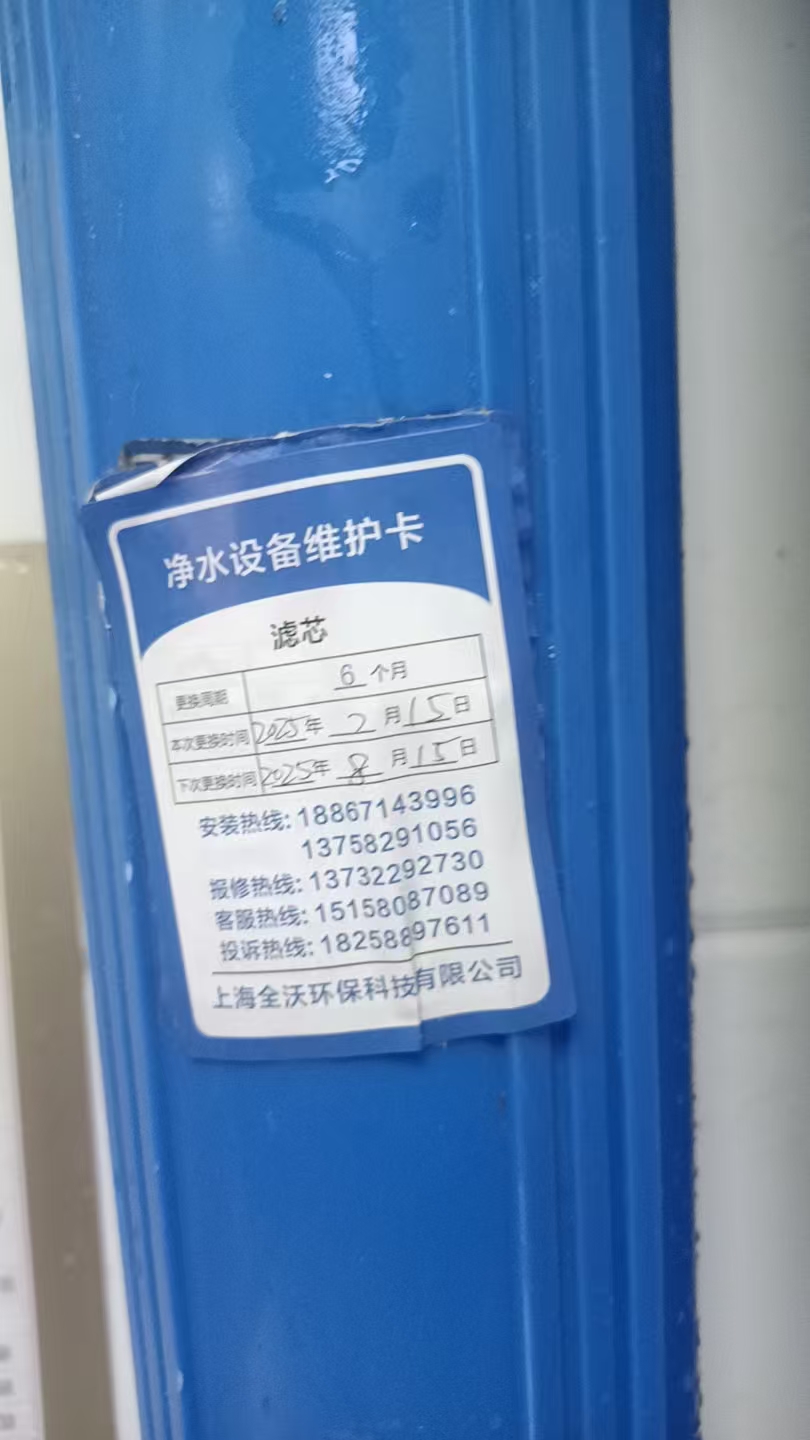 净水设备维护卡
滤芯
更换周期 6 个月
本次更换时间 2025年 2 月 15 日
下次更换时间 2025年 8 月 15 日
安装热线: 18867143996
13758291056
报修热线: 13732292730
客服热线: 15158087089
投诉热线: 18258897611
上海全沃环保科技有限公司